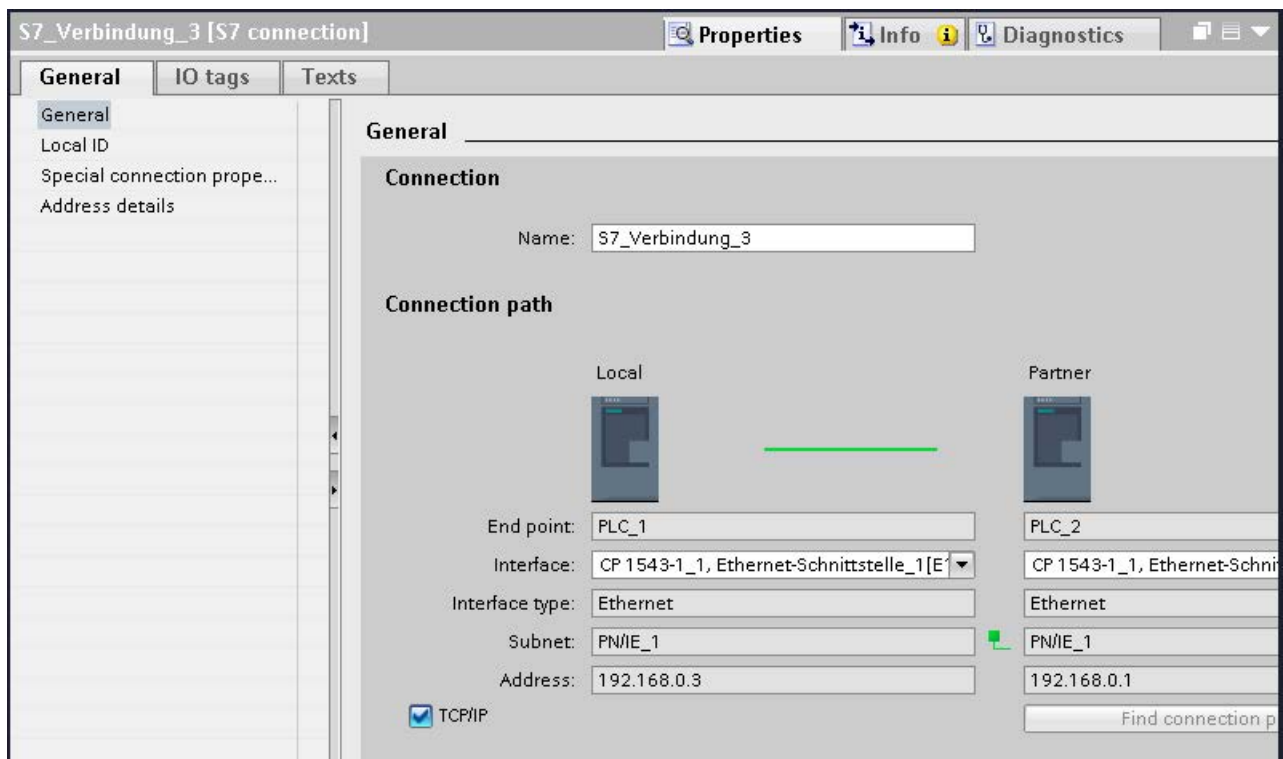 S7_Verbindung_3 [S7 connection] Properties Info Diagnostics
General IO tags Texts
General
Local ID
Special connection prope...
Address details
General
Connection
Name: S7_Verbindung_3
Connection path
Local Partner
End point: PLC_1 PLC_2
Interface: CP 1543-1_1, Ethernet-Schnittstelle_1[E CP 1543-1_1, Ethernet-Schni
Interface type: Ethernet Ethernet
Subnet: PN/IE_1 PN/IE_1
Address: 192.168.0.3 192.168.0.1
TCP/IP Find connection p